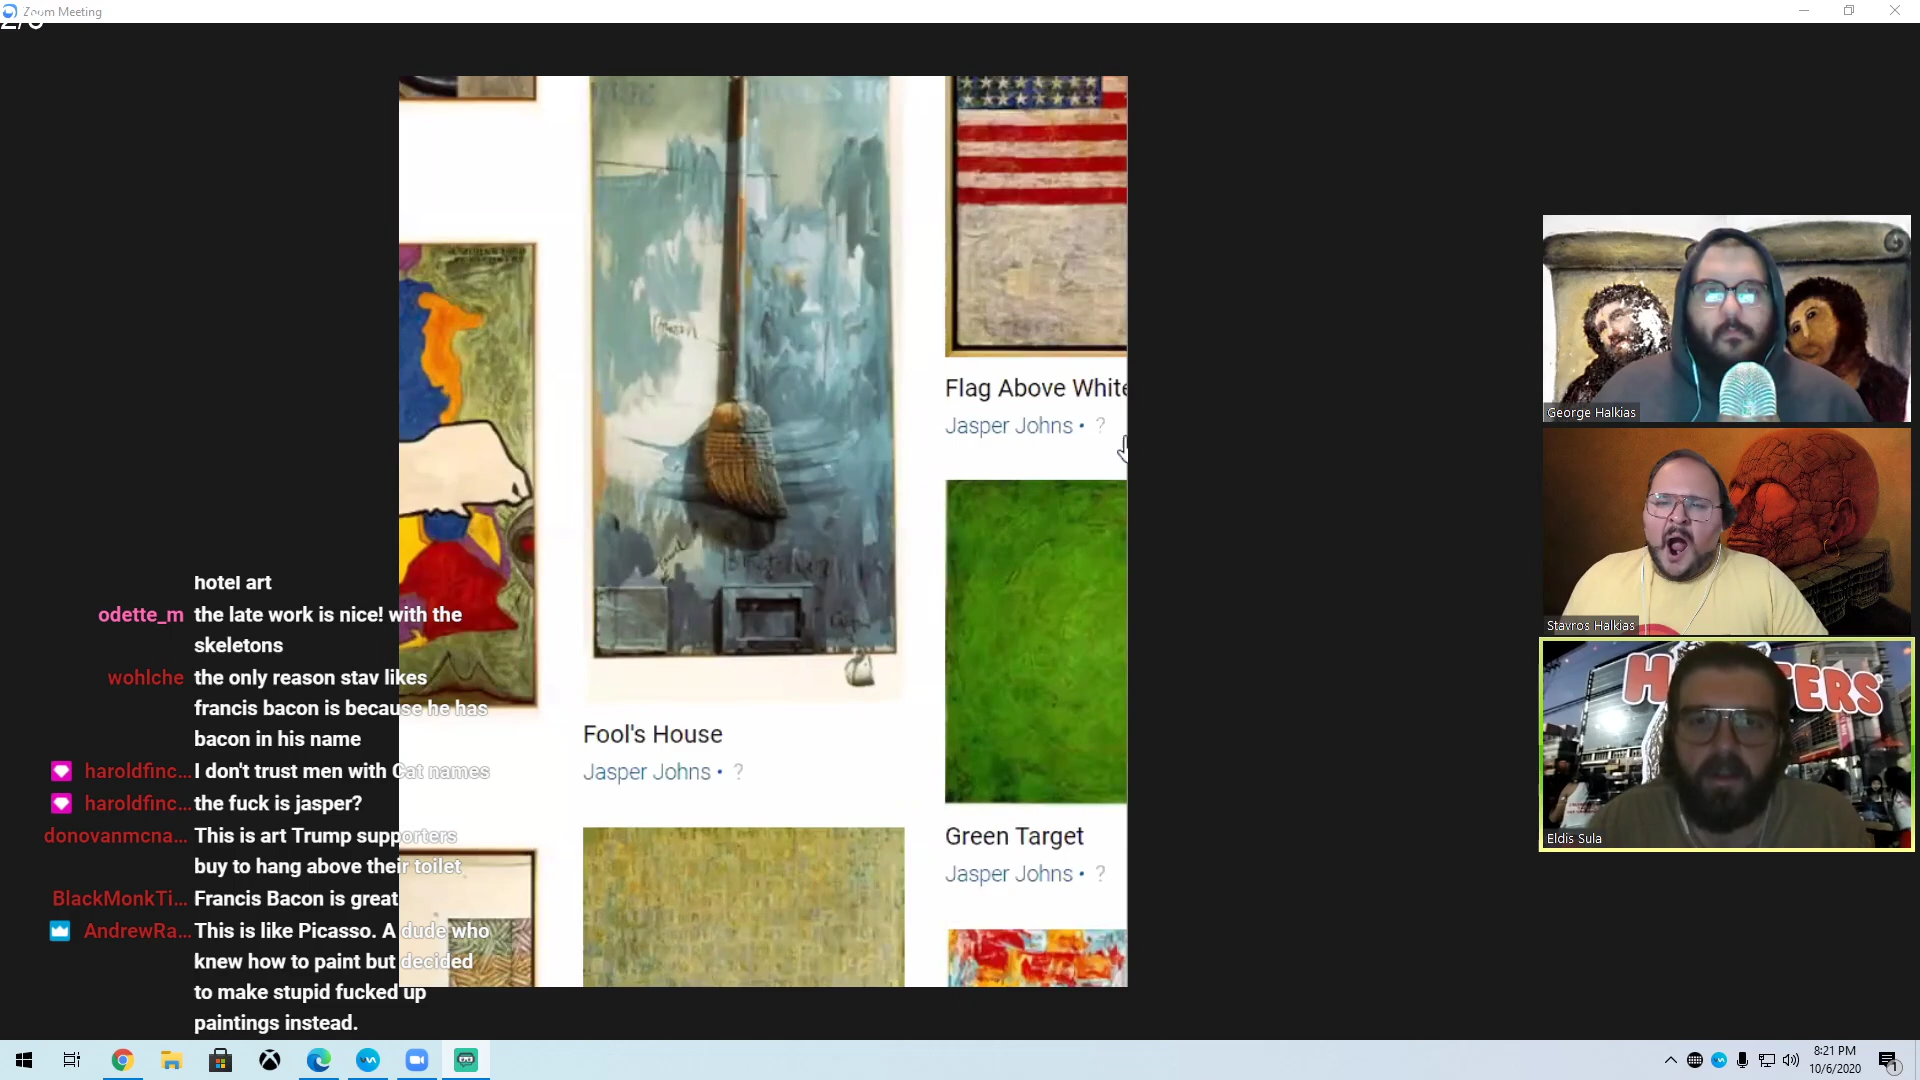 Zoom Meeting
2/6
Flag Above White
Jasper Johns • ?
George Halkias
Stavros Halkias
hotel art
odette_m the late work is nice! with the
skeletons
wohlche the only reason stav likes
francis bacon is because he has
bacon in his name
Fool's House
Jasper Johns • ?
haroldfinc... I don't trust men with Cat names
haroldfinc... the fuck is jasper?
donovanmcna... This is art Trump supporters
buy to hang above their toilet
BlackMonkTi... Francis Bacon is great
AndrewRa... This is like Picasso. A dude who
knew how to paint but decided
to make stupid fucked up
paintings instead.
Green Target
Jasper Johns • ?
Eldis Sula
8:21 PM
10/6/2020
1